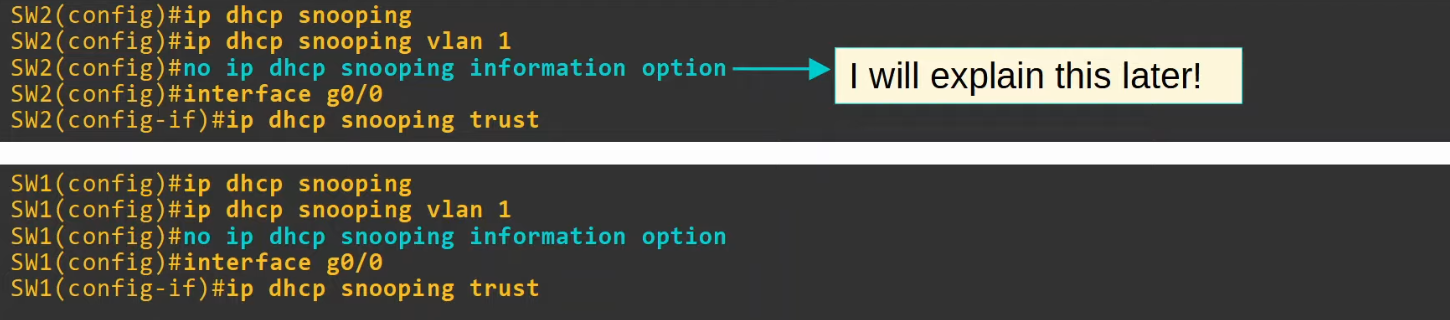 SW2(config)#ip dhcp snooping
SW2(config)#ip dhcp snooping vlan 1
SW2(config)#no ip dhcp snooping information option
I will explain this later!
SW2(config)#interface g0/0
SW2(config-if)#ip dhcp snooping trust
SW1(config)#ip dhcp snooping
SW1(config)#ip dhcp snooping vlan 1
SW1(config)#no ip dhcp snooping information option
SW1(config)#interface g0/0
SW1(config-if)#ip dhcp snooping trust